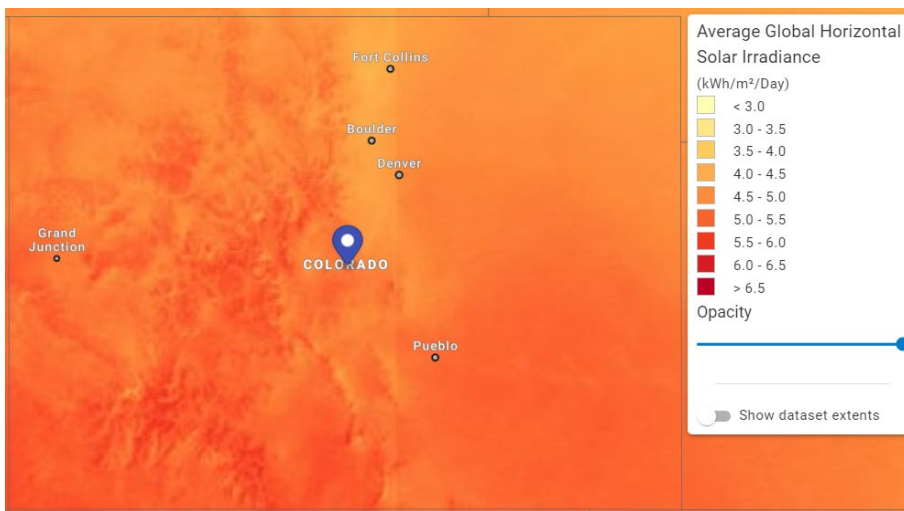 Fort Collins
Boulder
Denver
Grand
Junction
COLORADO
Pueblo
Average Global Horizontal
Solar Irradiance
(kWh/m²/Day)
< 3.0
3.0 - 3.5
3.5 - 4.0
4.0 - 4.5
4.5 - 5.0
5.0 - 5.5
5.5 - 6.0
6.0 - 6.5
> 6.5
Opacity
Show dataset extents